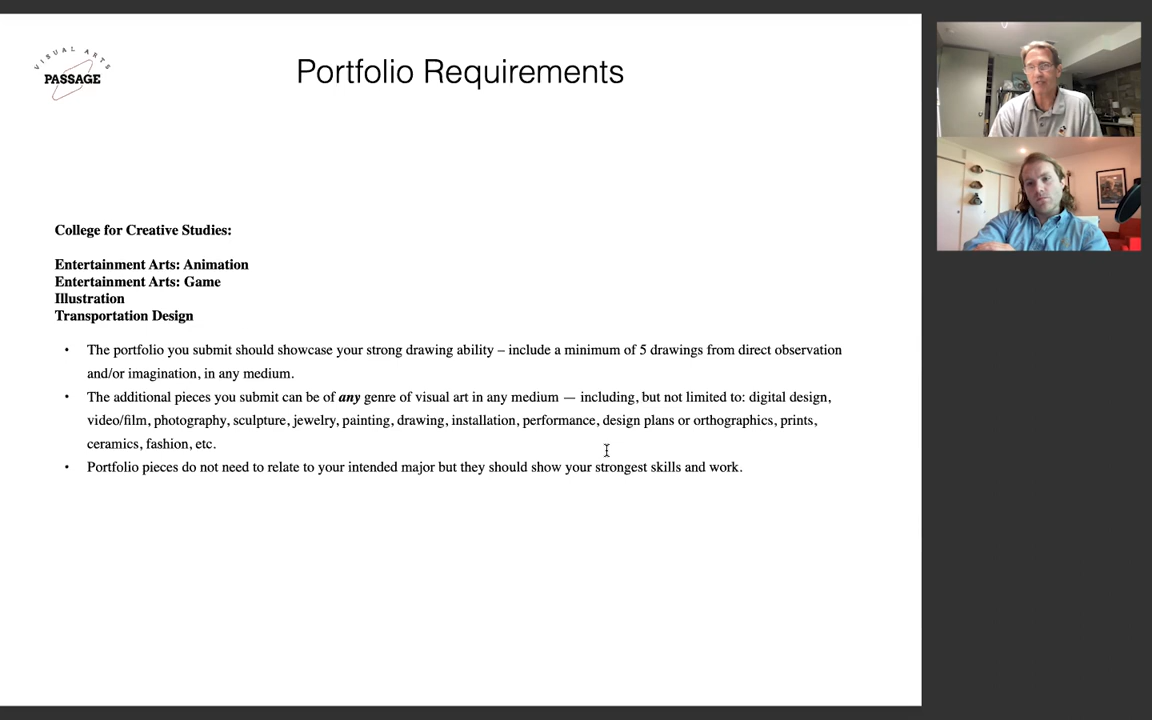 VISUAL ARTS
PASSAGE
Portfolio Requirements
College for Creative Studies:
Entertainment Arts: Animation
Entertainment Arts: Game
Illustration
Transportation Design
• The portfolio you submit should showcase your strong drawing ability – include a minimum of 5 drawings from direct observation
and/or imagination, in any medium.
• The additional pieces you submit can be of any genre of visual art in any medium — including, but not limited to: digital design,
video/film, photography, sculpture, jewelry, painting, drawing, installation, performance, design plans or orthographics, prints,
ceramics, fashion, etc.
• Portfolio pieces do not need to relate to your intended major but they should show your strongest skills and work.